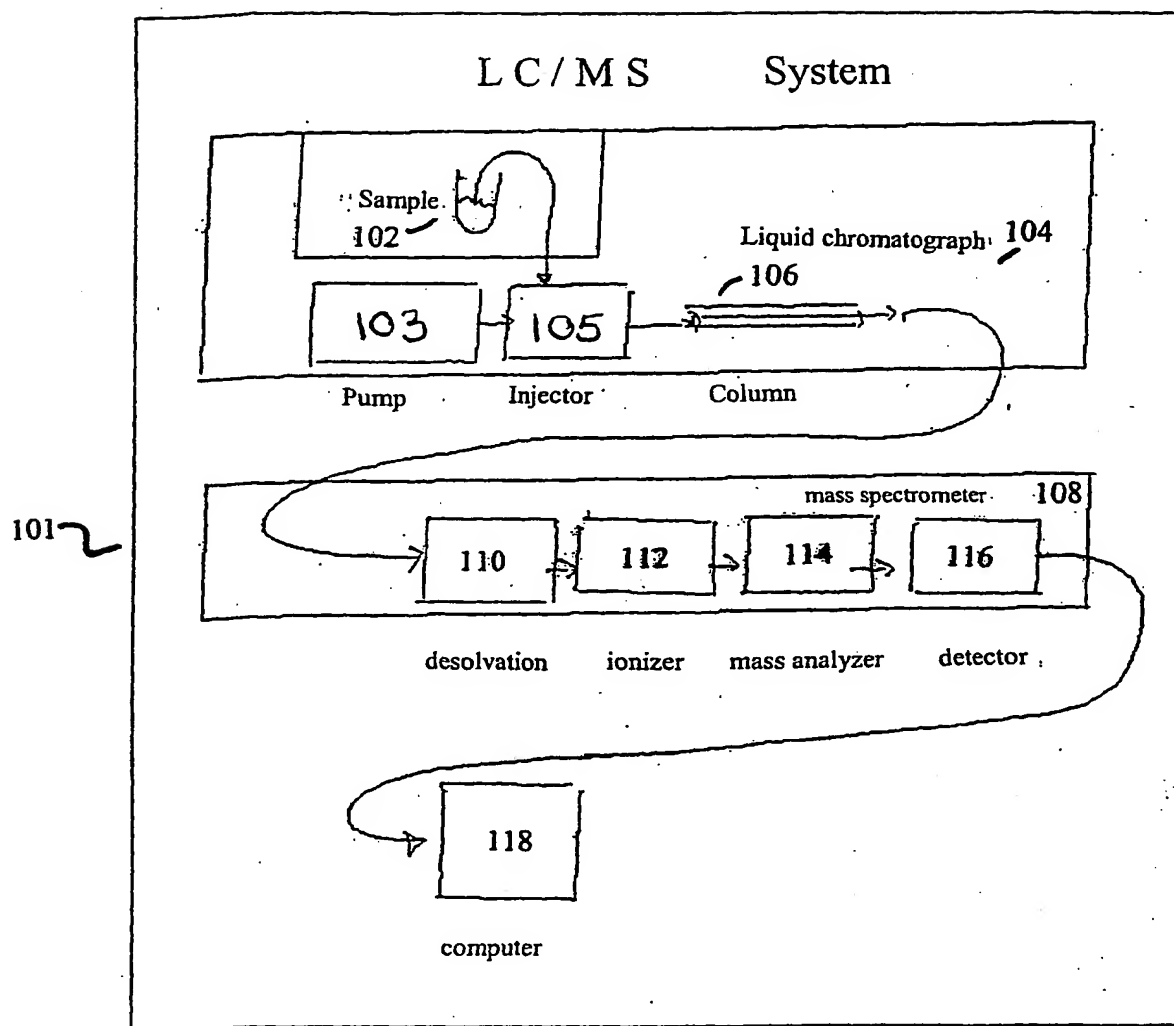 LC/MS System
Sample
102
Liquid chromatograph 104
106
103 105
Pump Injector Column
mass spectrometer 108
101
110 112 114 116
desolvation ionizer mass analyzer detector
118
computer